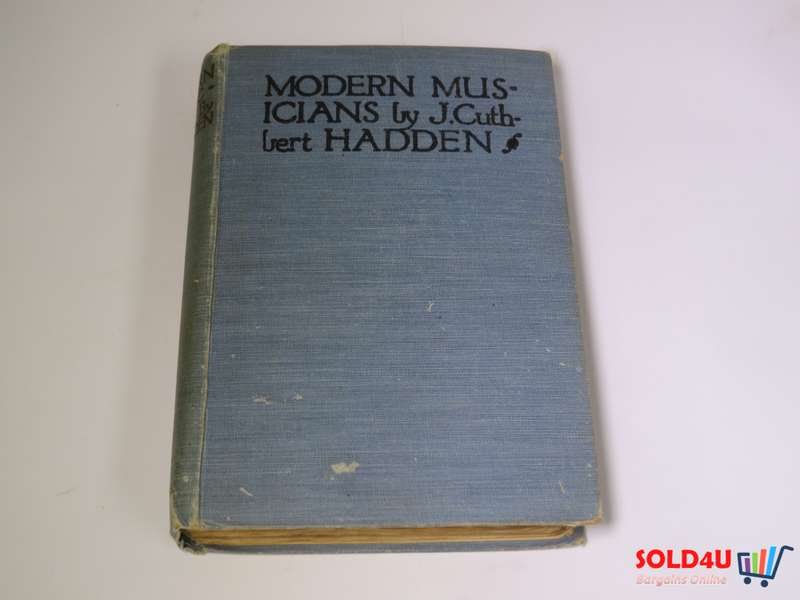 MODERN MUS-
ICIANS by J. Cuth-
bert HADDEN
SOLD4U
Bargains Online